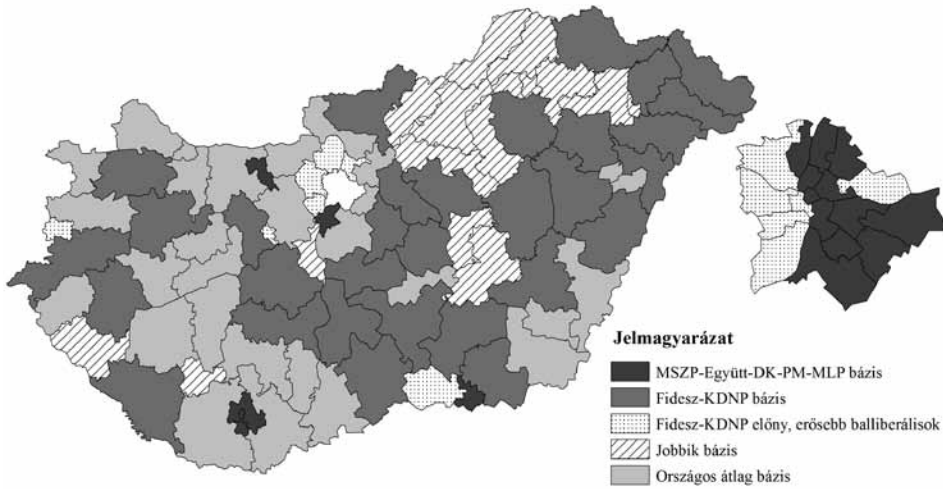 Jelmagyarázat
MSZP-Együtt-DK-PM-MLP bázis
Fidesz-KDNP bázis
Fidesz-KDNP előny, erősebb balliberálisok
Jobbik bázis
Országos átlag bázis